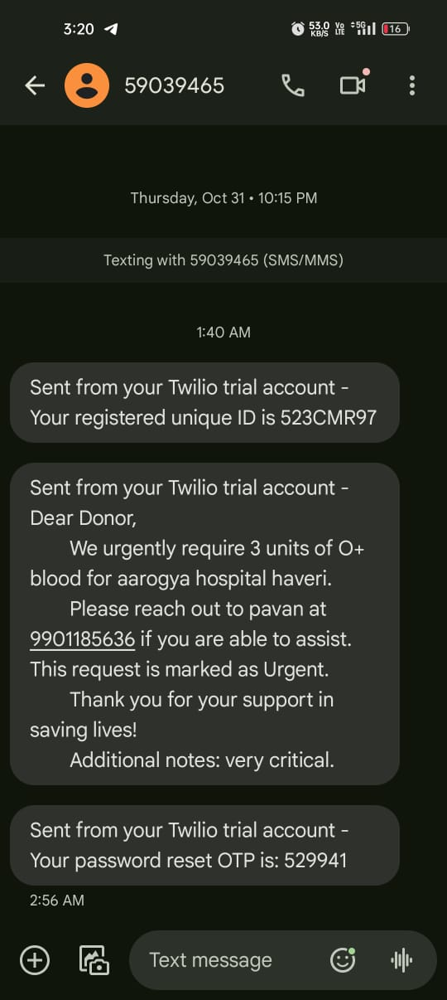 3:20
53.0 KB/S Vo LTE 5G 16
59039465
Thursday, Oct 31 • 10:15 PM
Texting with 59039465 (SMS/MMS)
1:40 AM
Sent from your Twilio trial account -
Your registered unique ID is 523CMR97
Sent from your Twilio trial account -
Dear Donor,
We urgently require 3 units of O+
blood for aarogya hospital haveri.
Please reach out to pavan at
9901185636 if you are able to assist.
This request is marked as Urgent.
Thank you for your support in
saving lives!
Additional notes: very critical.
Sent from your Twilio trial account -
Your password reset OTP is: 529941
2:56 AM
Text message